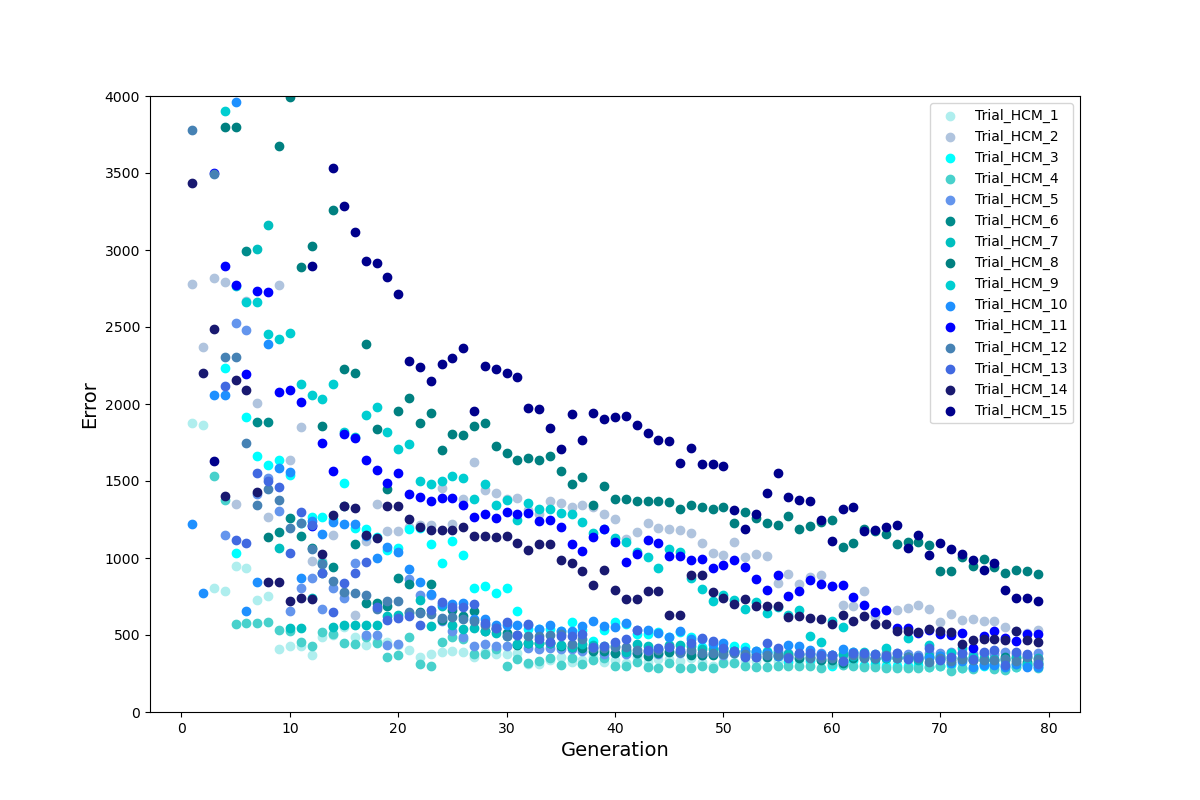 4000
3500
3000
2500
2000
1500
1000
500
0
Error
0 10 20 30 40 50 60 70 80
Generation
Trial_HCM_1
Trial_HCM_2
Trial_HCM_3
Trial_HCM_4
Trial_HCM_5
Trial_HCM_6
Trial_HCM_7
Trial_HCM_8
Trial_HCM_9
Trial_HCM_10
Trial_HCM_11
Trial_HCM_12
Trial_HCM_13
Trial_HCM_14
Trial_HCM_15